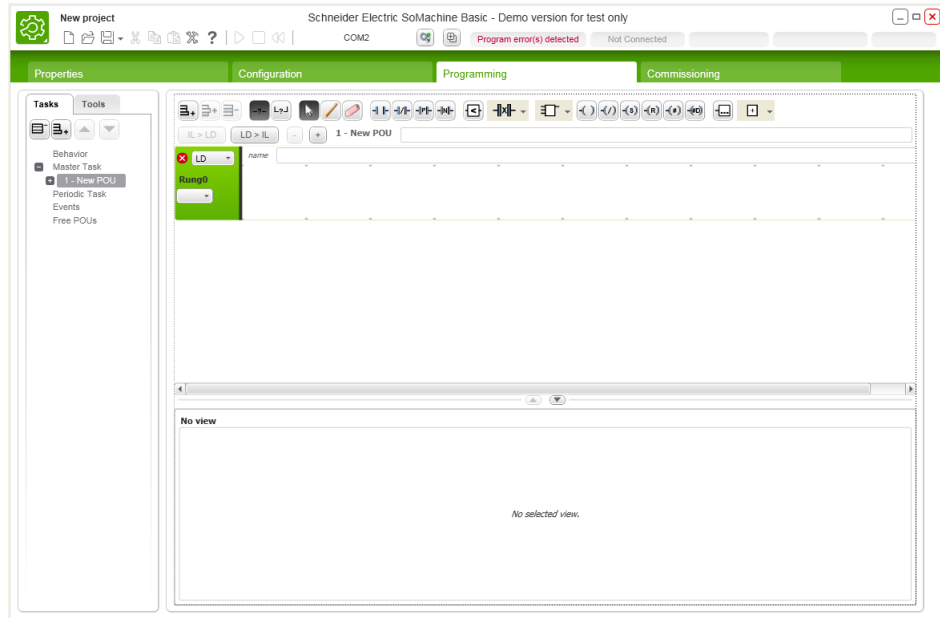 New project
Schneider Electric SoMachine Basic - Demo version for test only
?
COM2
Program error(s) detected
Not Connected
Properties
Configuration
Programming
Commissioning
Tasks
Tools
IL > LD
LD > IL
-
+
1 - New POU
Behavior
Master Task
1 - New POU
Periodic Task
Events
Free POUs
LD
name
Rung0
No view
No selected view.